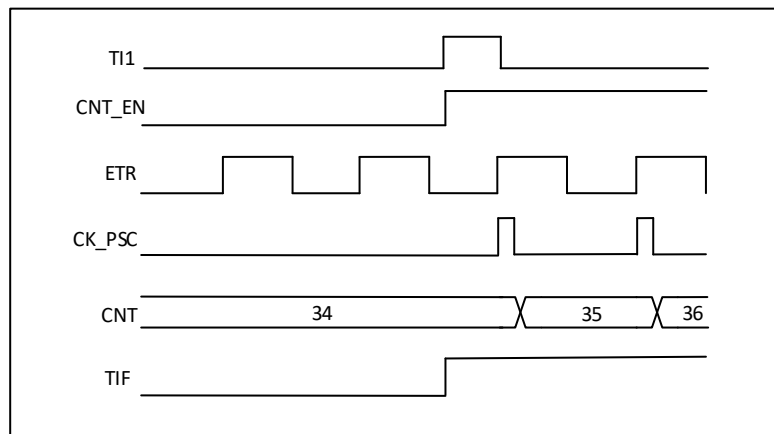 TI1
CNT_EN
ETR
CK_PSC
CNT 34 35 36
TIF